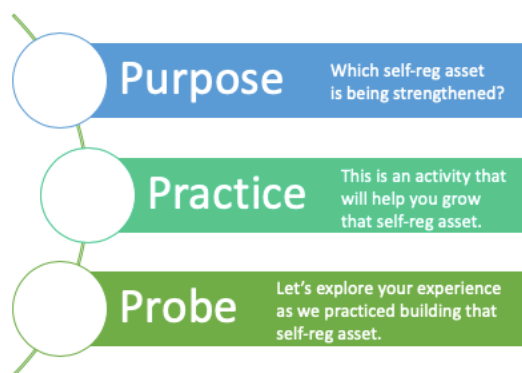 Purpose
Which self-reg asset
is being strengthened?
Practice
This is an activity that
will help you grow
that self-reg asset.
Probe
Let’s explore your experience
as we practiced building that
self-reg asset.